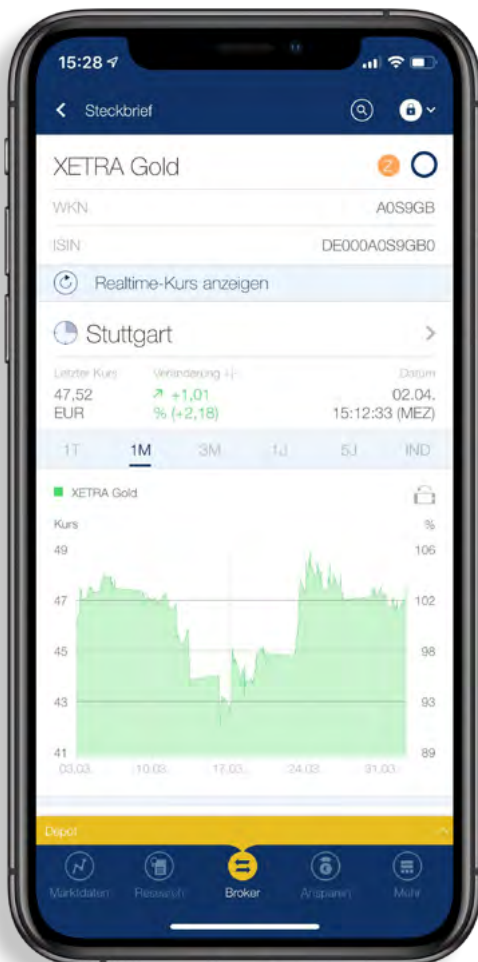 15:28
Steckbrief
XETRA Gold Z
WKN A0S9GB
ISIN DE000A0S9GB0
Realtime-Kurs anzeigen
Stuttgart
Letzter Kurs Veränderung +/- Datum
47,52 +1,01 02.04.
EUR % (+2,18) 15:12:33 (MEZ)
1T 1M 3M 1J 5J IND
XETRA Gold
Kurs %
49 106
47 102
45 98
43 93
41 89
03.03. 10.03. 17.03. 24.03. 31.03.
Depot
Marktdaten Research Broker Ansparen Mehr